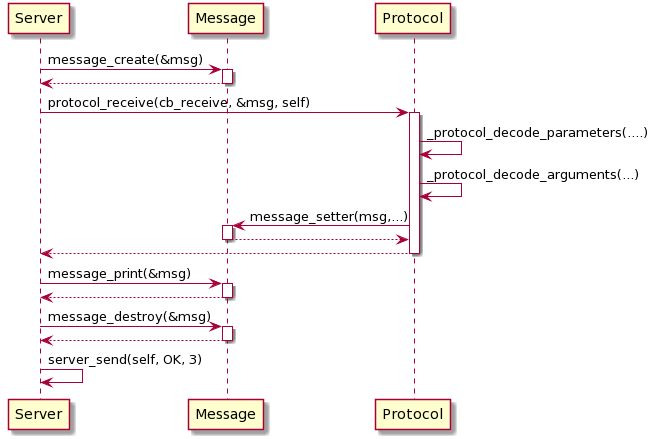 Server Message Protocol
message_create(&msg)
protocol_receive(cb_receive, &msg, self)
_protocol_decode_parameters(....)
_protocol_decode_arguments(...)
message_setter(msg,...)
message_print(&msg)
message_destroy(&msg)
server_send(self, OK, 3)
Server Message Protocol